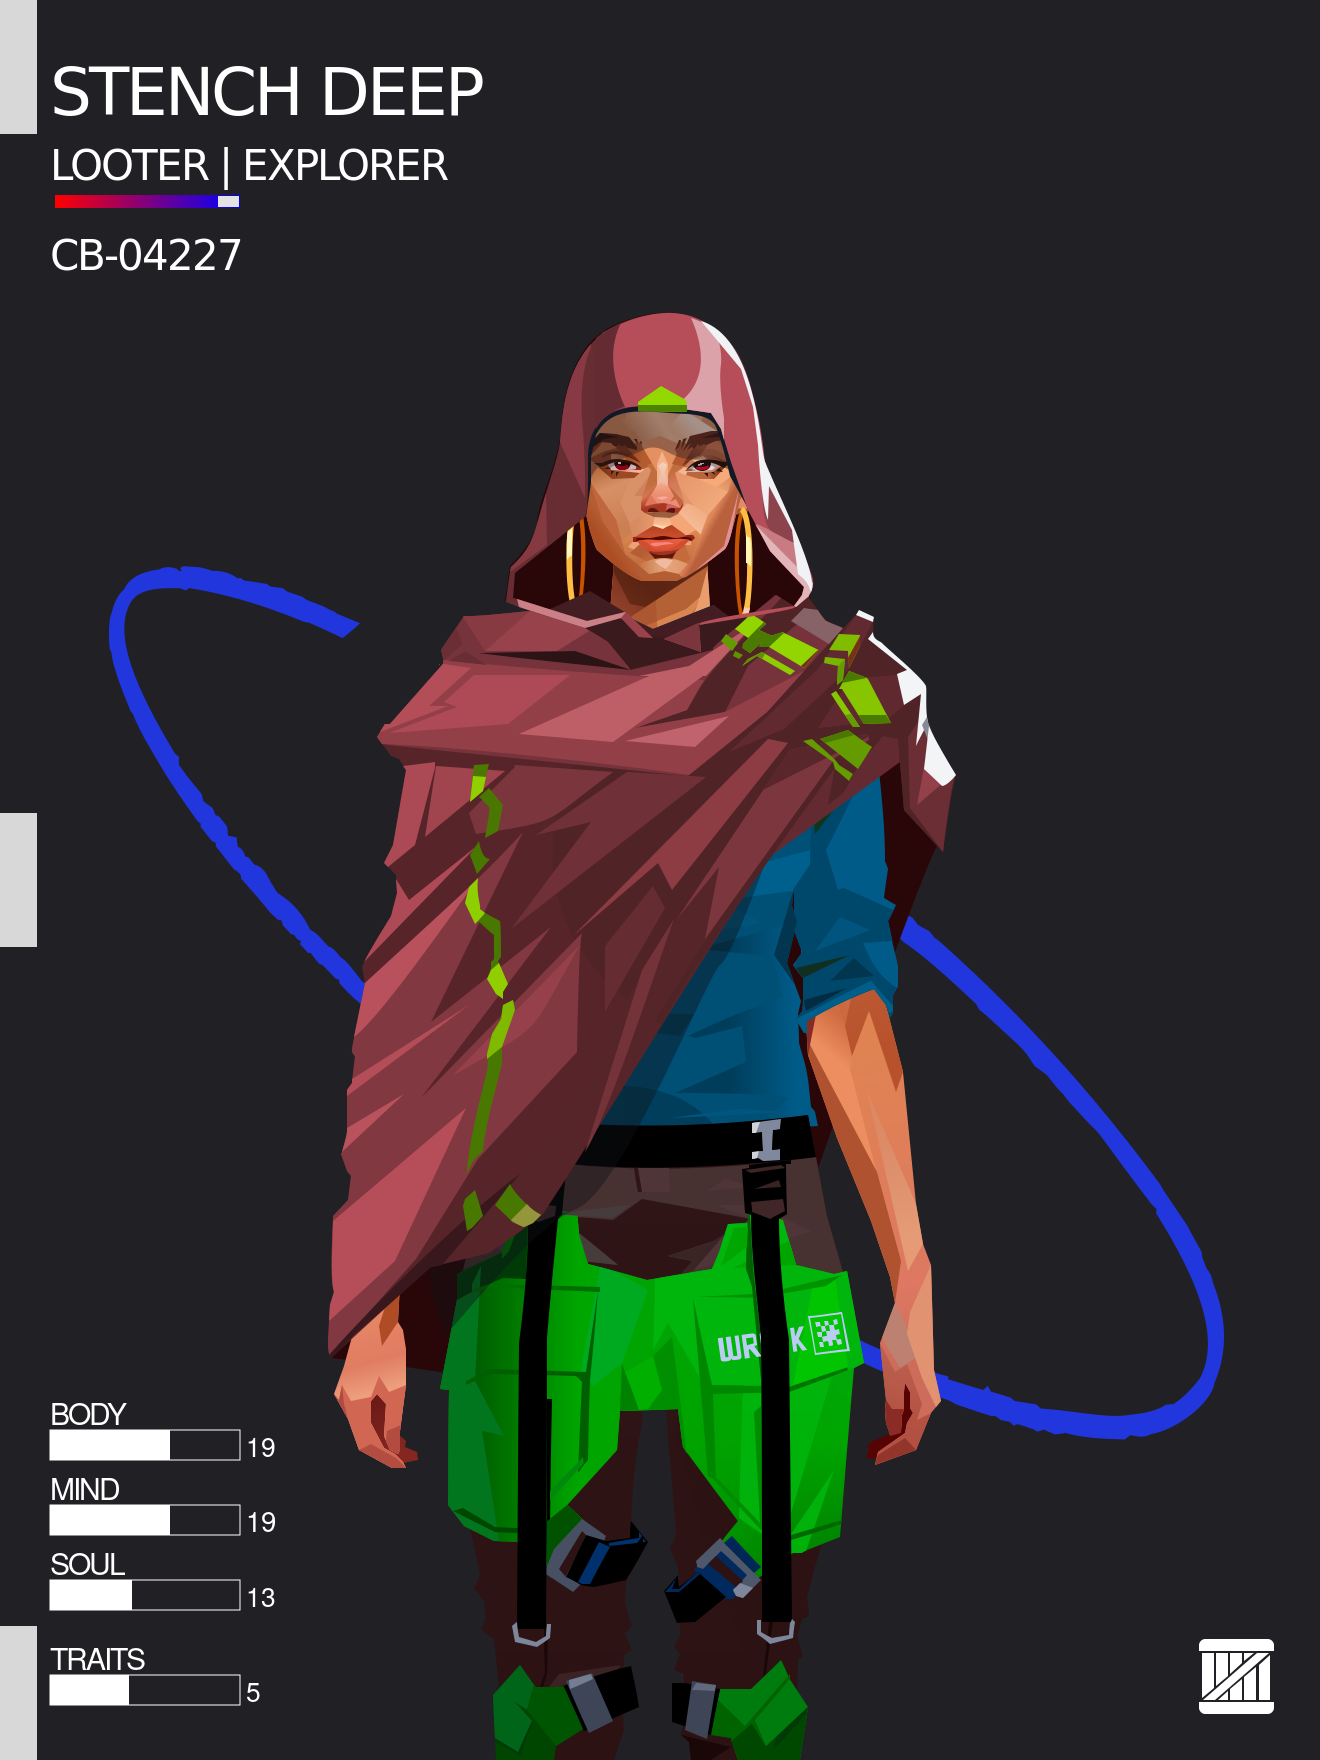 STENCH DEEP
LOOTER | EXPLORER
CB-04227
BODY
19
MIND
19
SOUL
13
TRAITS
5